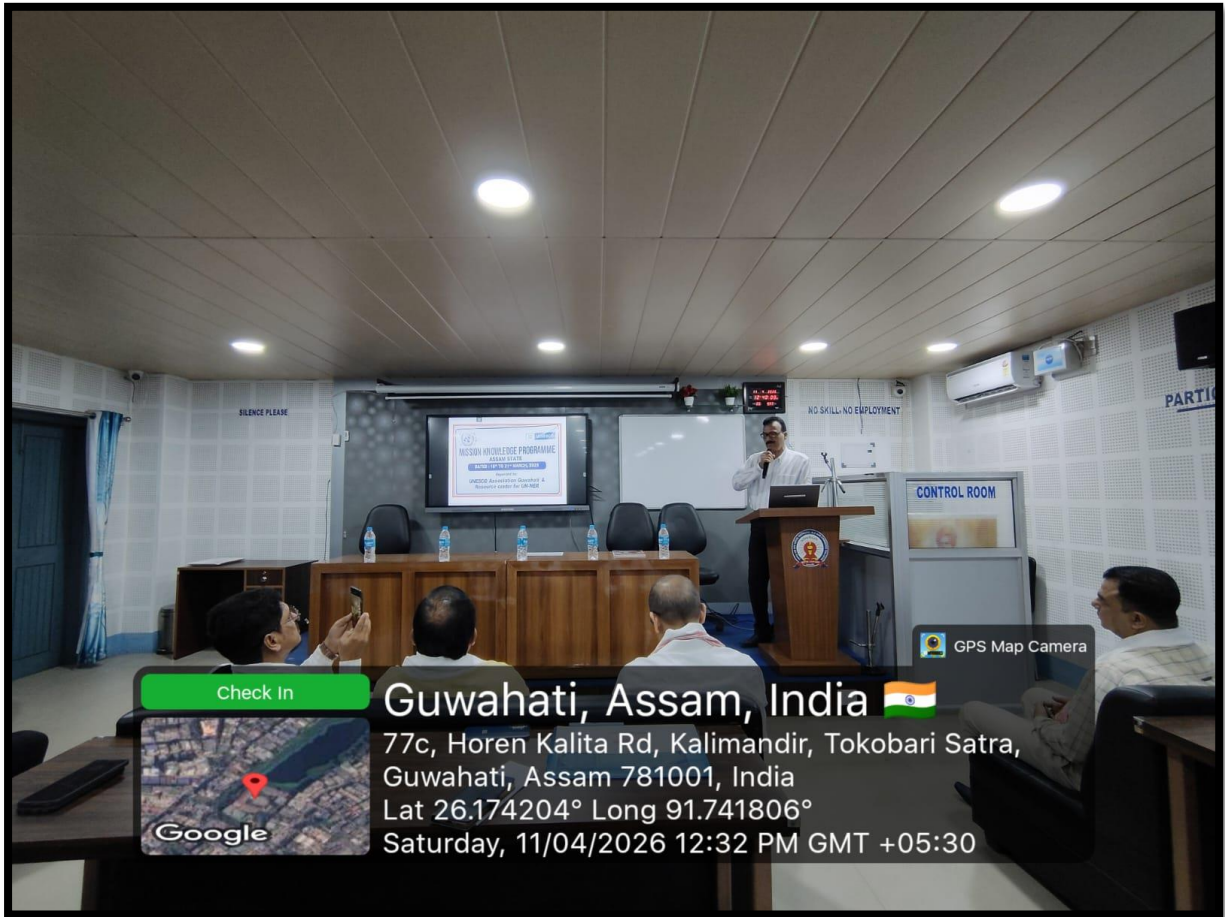 SILENCE PLEASE
MISSION KNOWLEDGE PROGRAMME
ASSAM STATE
NO SKILL- NO EMPLOYMENT
PARTIC
CONTROL ROOM
GPS Map Camera
Check In
Guwahati, Assam, India
77c, Horen Kalita Rd, Kalimandir, Tokobari Satra,
Guwahati, Assam 781001, India
Lat 26.174204° Long 91.741806°
Saturday, 11/04/2026 12:32 PM GMT +05:30
Google